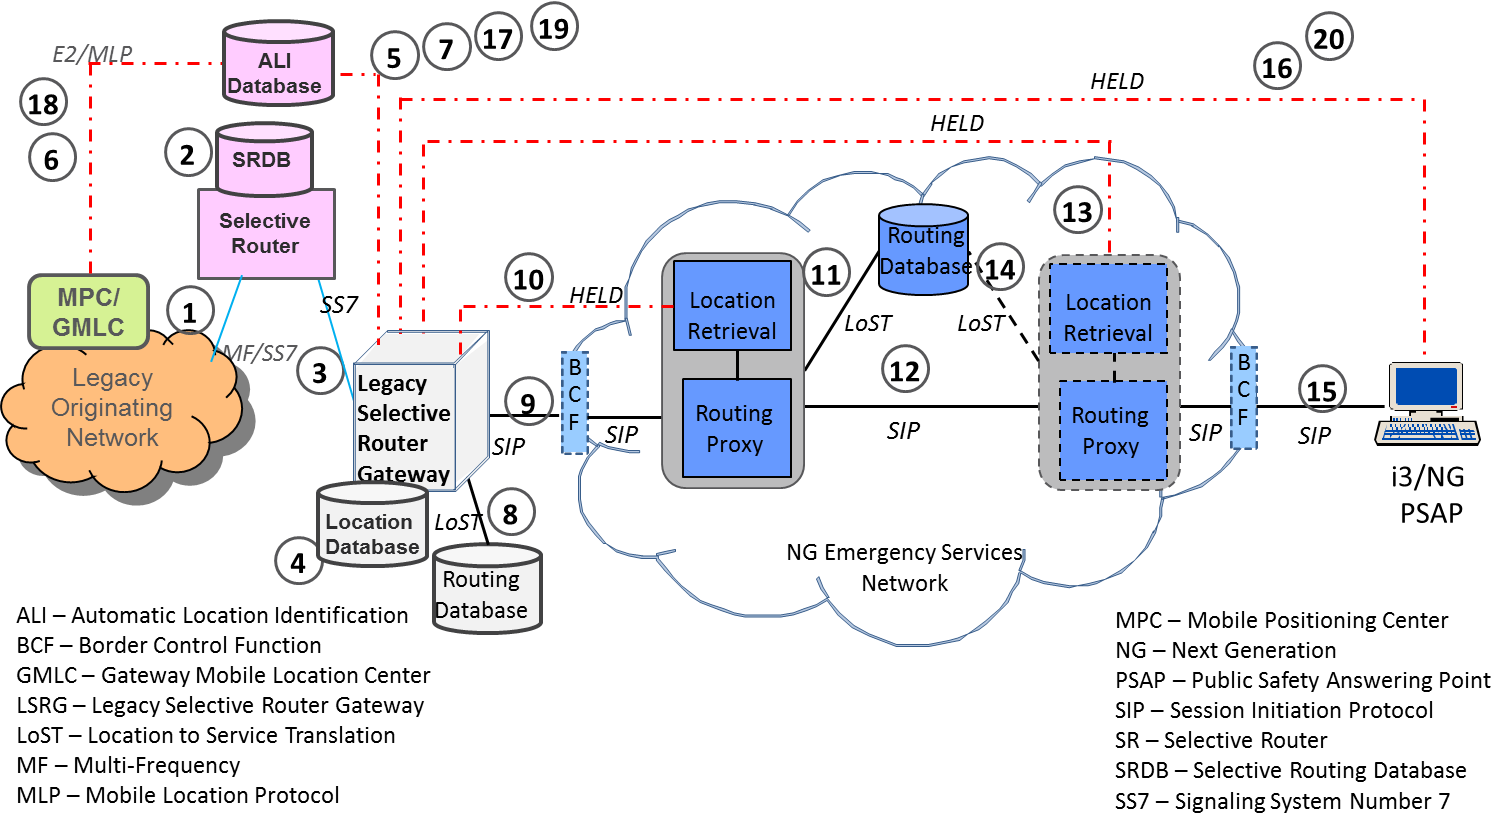 5
7
17
19
20
16
E2/MLP
ALI
Database
HELD
18
HELD
2
SRDB
6
13
Selective
Router
Routing
Database
10
11
14
MPC/
GMLC
1
SS7
HELD
Location
Retrieval
Location
Retrieval
LoST
LoST
MF/SS7
3
Legacy
Originating
Network
Legacy
Selective
Router
Gateway
9
SIP
B
C
F
SIP
Routing
Proxy
12
SIP
Routing
Proxy
SIP
B
C
F
15
SIP
i3/NG
PSAP
Location
Database
4
LoST
8
Routing
Database
NG Emergency Services
Network
ALI – Automatic Location Identification
BCF – Border Control Function
GMLC – Gateway Mobile Location Center
LSRG – Legacy Selective Router Gateway
LoST – Location to Service Translation
MF – Multi-Frequency
MLP – Mobile Location Protocol
MPC – Mobile Positioning Center
NG – Next Generation
PSAP – Public Safety Answering Point
SIP – Session Initiation Protocol
SR – Selective Router
SRDB – Selective Routing Database
SS7 – Signaling System Number 7